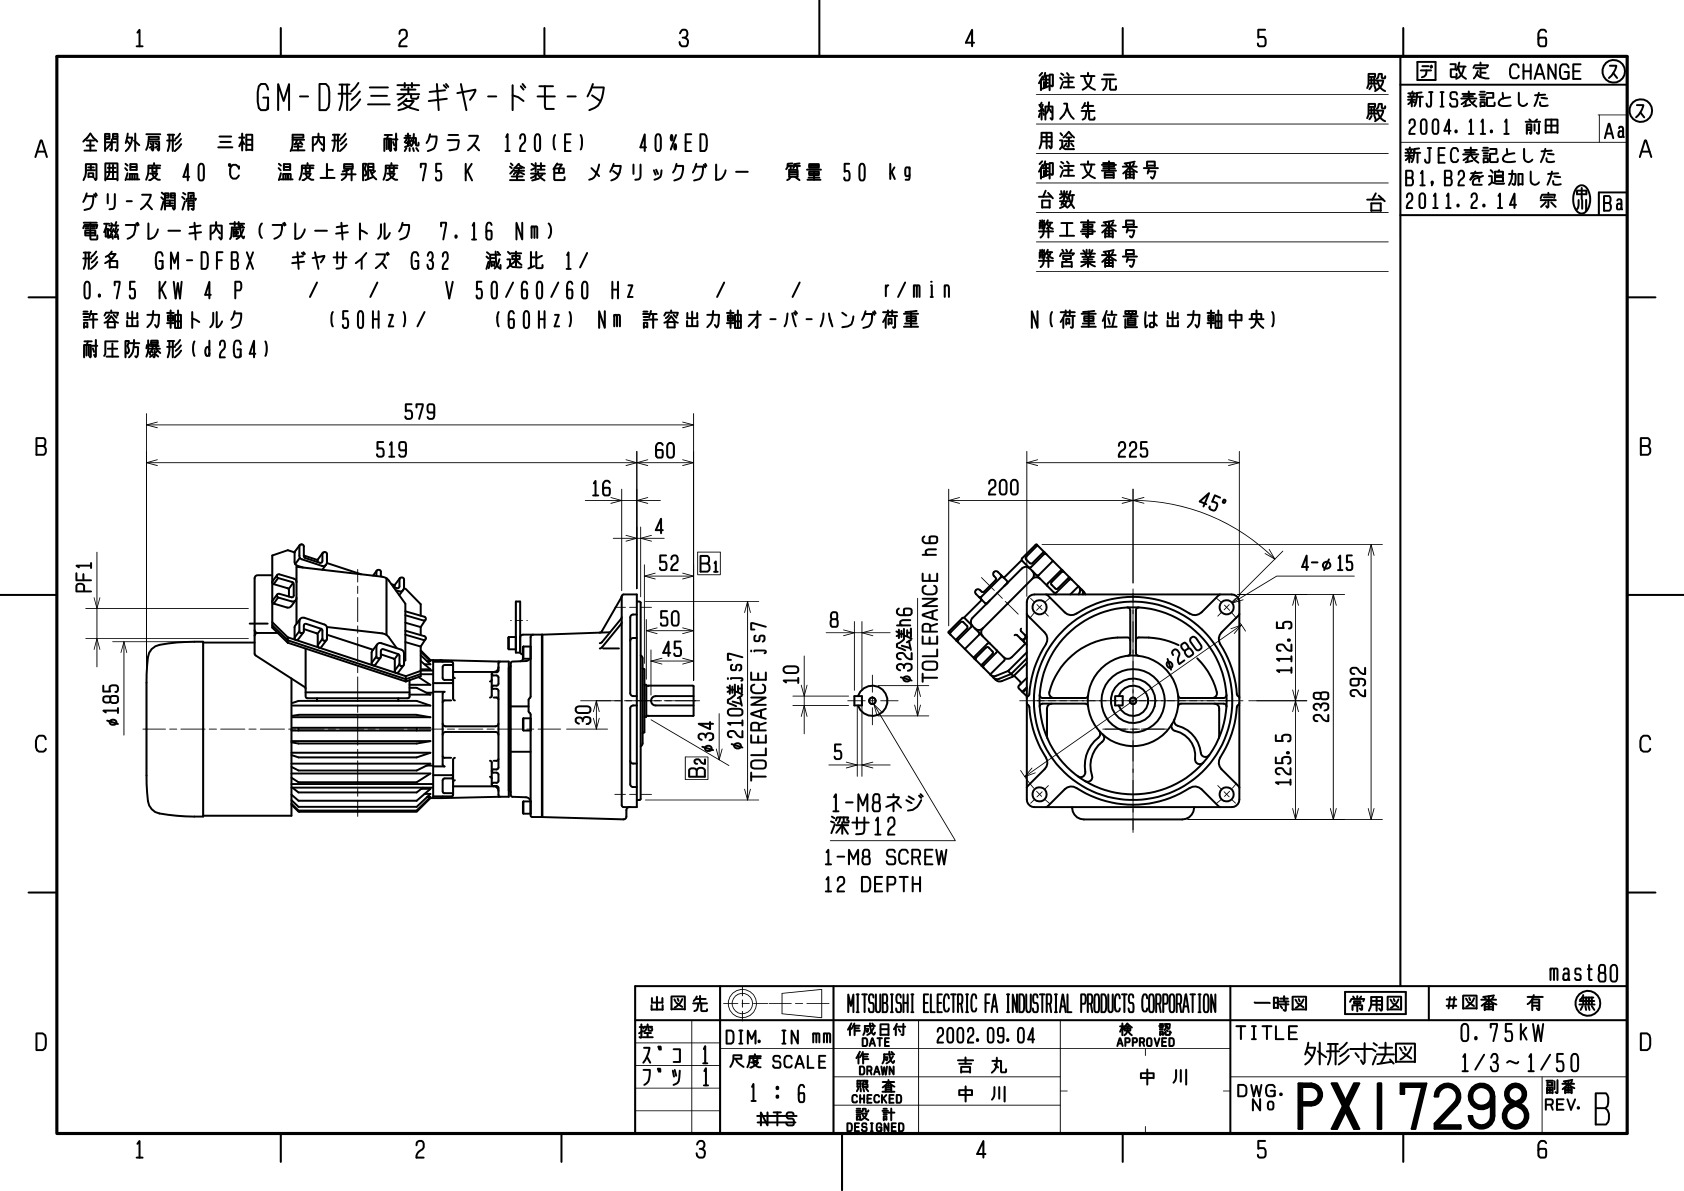 1 2 3 4 5 6
A
B
C
D
GM-D形三菱ギヤードモータ
全閉外扇形 三相 屋内形 耐熱クラス 120(E) 40%ED
周囲温度 40 ℃ 温度上昇限度 75 K 塗装色 メタリックグレー 質量 50 kg
グリース潤滑
電磁ブレーキ内蔵(ブレーキトルク 7.16 Nm)
形名 GM-DFBX ギヤサイズ G32 減速比 1/
0.75 KW 4 P / / V 50/60/60 Hz / / r/min
許容出力軸トルク (50Hz)/ (60Hz) Nm 許容出力軸オーバーハング荷重 N(荷重位置は出力軸中央)
耐圧防爆形(d2G4)
御注文元 殿
納入先 殿
用途
御注文書番号
台数 台
弊工事番号
弊営業番号
デ 改定 CHANGE ス
新JIS表記とした
2004.11.1 前田 Aa
ス
新JEC表記とした
B1,B2を追加した
2011.2.14 宗 中川 Ba
A
B
C
D
579
519 60
16
4
52 B1
50
45
PF1
φ185
30
φ34
B2
φ210公差js7
TOLERANCE js7
8
10
5
φ32公差h6
TOLERANCE h6
1-M8ネジ
深サ12
1-M8 SCREW
12 DEPTH
225
200
45°
4-φ15
φ280
112.5
125.5
238
292
mast80
出図先
控
ズコ 1
ブツ 1
DIM. IN mm
尺度 SCALE
1 : 6
NTS
MITSUBISHI ELECTRIC FA INDUSTRIAL PRODUCTS CORPORATION
作成日付
DATE
2002.09.04
作成
DRAWN
吉丸
照査
CHECKED
中川
設計
DESIGNED
検認
APPROVED
中川
一時図 常用図 #図番 有 無
TITLE
外形寸法図
0.75kW
1/3~1/50
DWG.
No
PX17298
副番
REV.
B
1 2 3 4 5 6